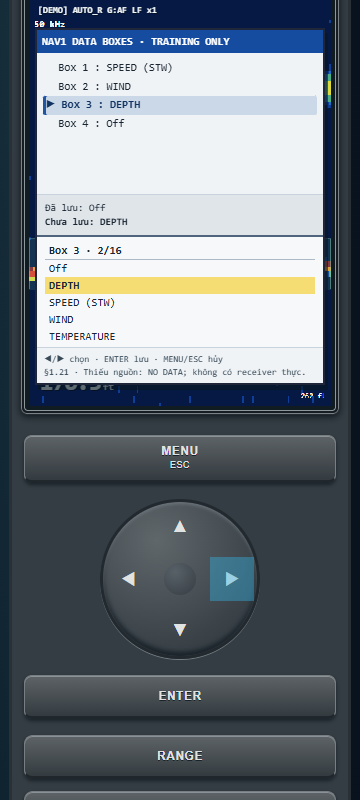 [DEMO] AUTO_R G:AF LF x1
50 kHz
NAV1 DATA BOXES · TRAINING ONLY
Box 1 : SPEED (STW)
Box 2 : WIND
▶ Box 3 : DEPTH
Box 4 : Off
Đã lưu: Off
Chưa lưu: DEPTH
Box 3 · 2/16
Off
DEPTH
SPEED (STW)
WIND
TEMPERATURE
◀/▶ chọn · ENTER lưu · MENU/ESC hủy
§1.21 · Thiếu nguồn: NO DATA; không có receiver thực.
MENU
ESC
▲
◀ ▶
▼
ENTER
RANGE